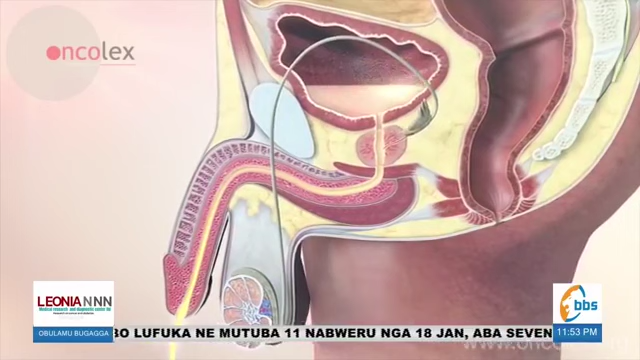 oncolex
LEONIA NNN
bbs
OBULAMU BUGAGGA
BO LUFUKA NE MUTUBA 11 NABWERU NGA 18 JAN, ABA SEVEN
11:53 PM